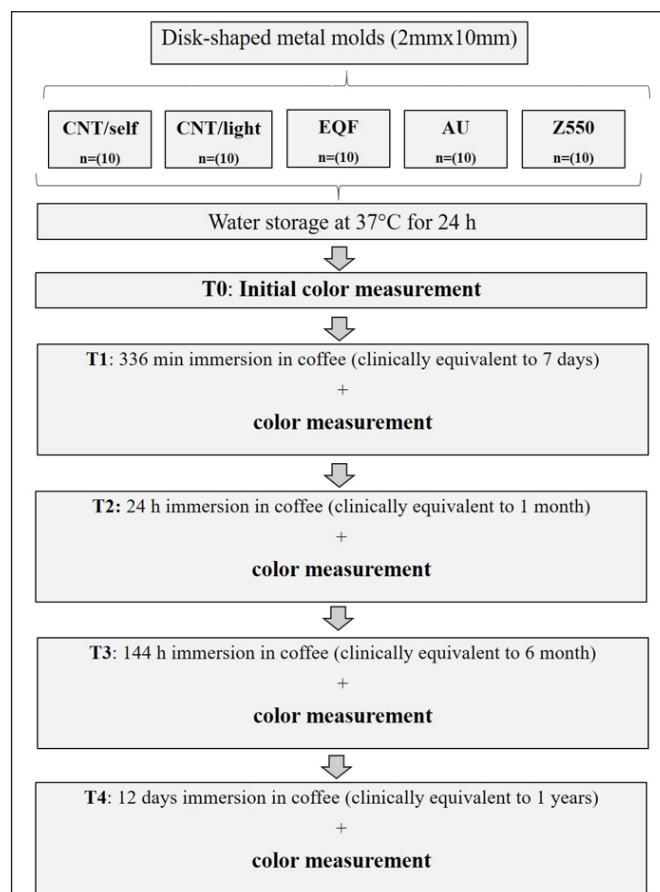 Disk-shaped metal molds (2mmx10mm)
CNT/self CNT/light EQF AU Z550
n=(10) n=(10) n=(10) n=(10) n=(10)
Water storage at 37°C for 24 h
T0: Initial color measurement
T1: 336 min immersion in coffee (clinically equivalent to 7 days)
+
color measurement
T2: 24 h immersion in coffee (clinically equivalent to 1 month)
+
color measurement
T3: 144 h immersion in coffee (clinically equivalent to 6 month)
+
color measurement
T4: 12 days immersion in coffee (clinically equivalent to 1 years)
+
color measurement